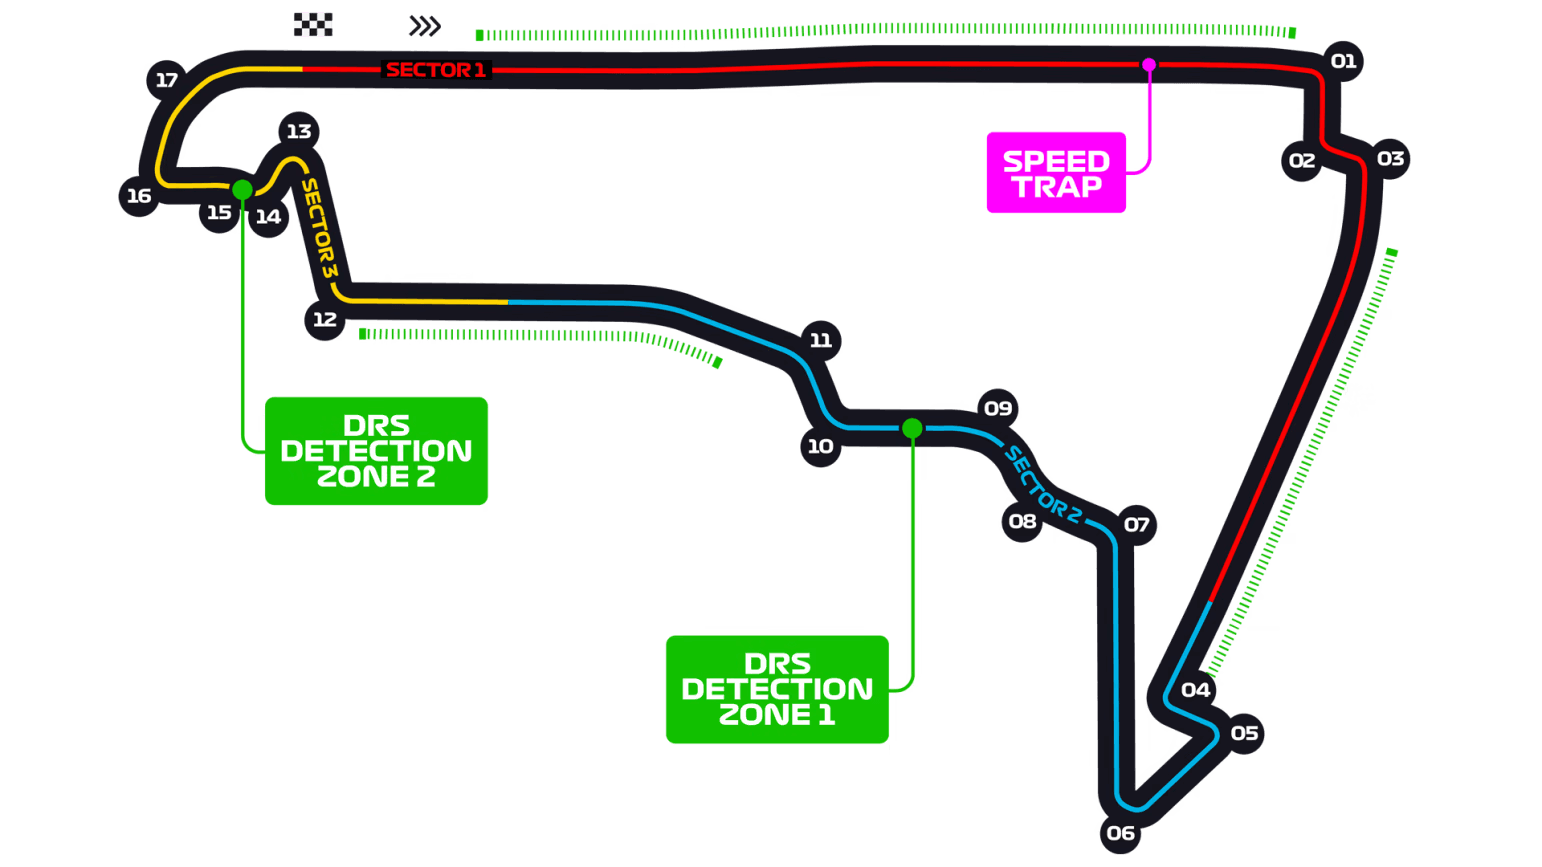 SECTOR 1
01
17
13
SPEED
TRAP
02
03
16
15
14
SECTOR 3
12
11
09
10
DRS
DETECTION
ZONE 2
SECTOR 2
08
07
DRS
DETECTION
ZONE 1
04
05
06